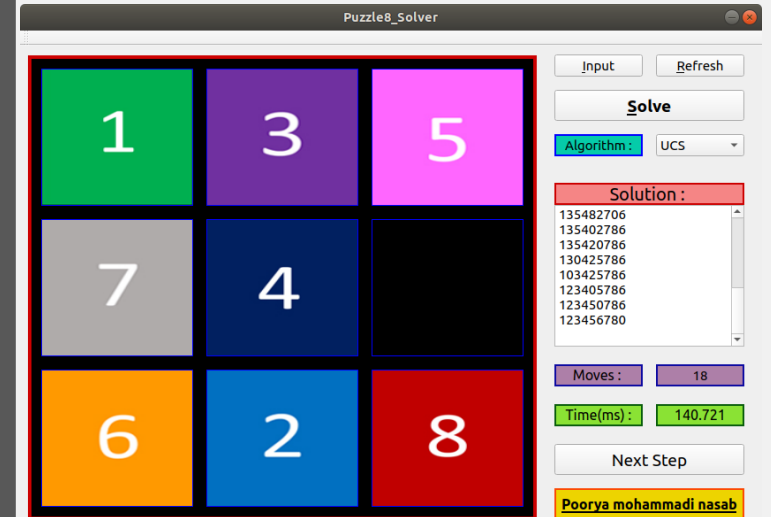 Puzzle8_Solver
1 3 5
7 4
6 2 8
Input Refresh
Solve
Algorithm : UCS
Solution :
135482706
135402786
135420786
130425786
103425786
123405786
123450786
123456780
Moves : 18
Time(ms) : 140.721
Next Step
Poorya mohammadi nasab